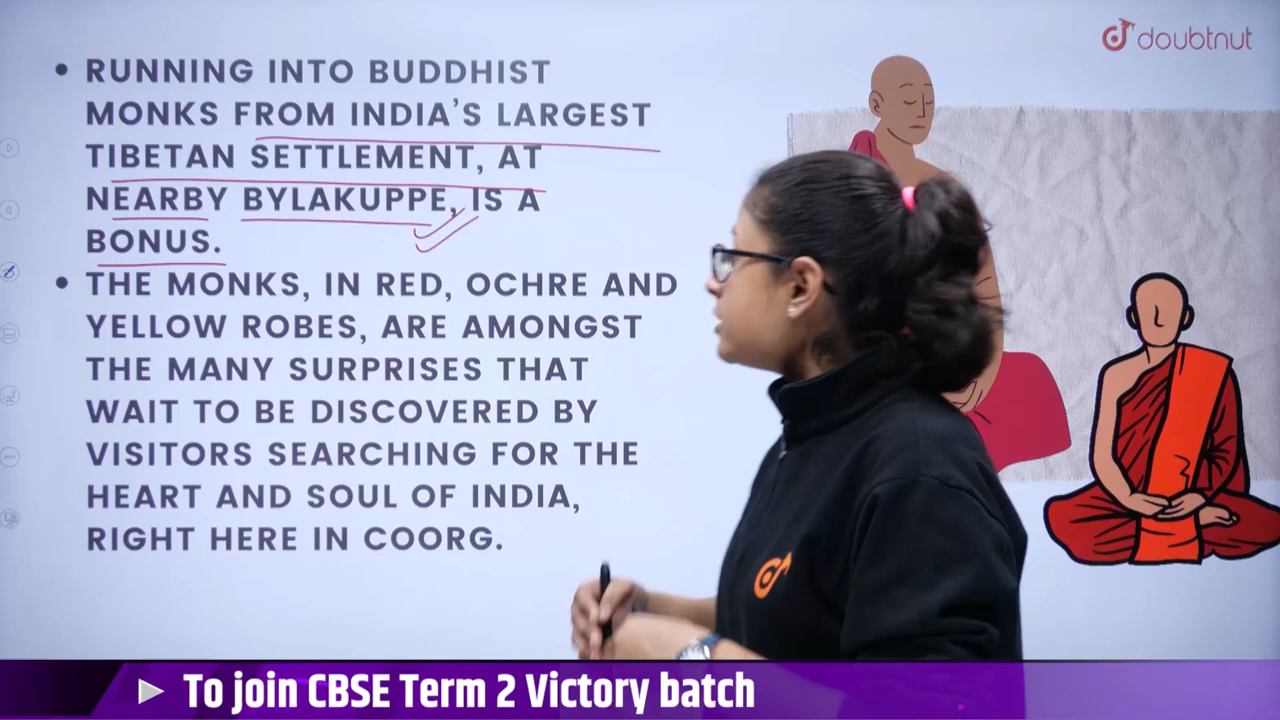 doubtnut
• RUNNING INTO BUDDHIST
MONKS FROM INDIA'S LARGEST
TIBETAN SETTLEMENT, AT
NEARBY BYLAKUPPE, IS A
BONUS.
• THE MONKS, IN RED, OCHRE AND
YELLOW ROBES, ARE AMONGST
THE MANY SURPRISES THAT
WAIT TO BE DISCOVERED BY
VISITORS SEARCHING FOR THE
HEART AND SOUL OF INDIA,
RIGHT HERE IN COORG.
To join CBSE Term 2 Victory batch